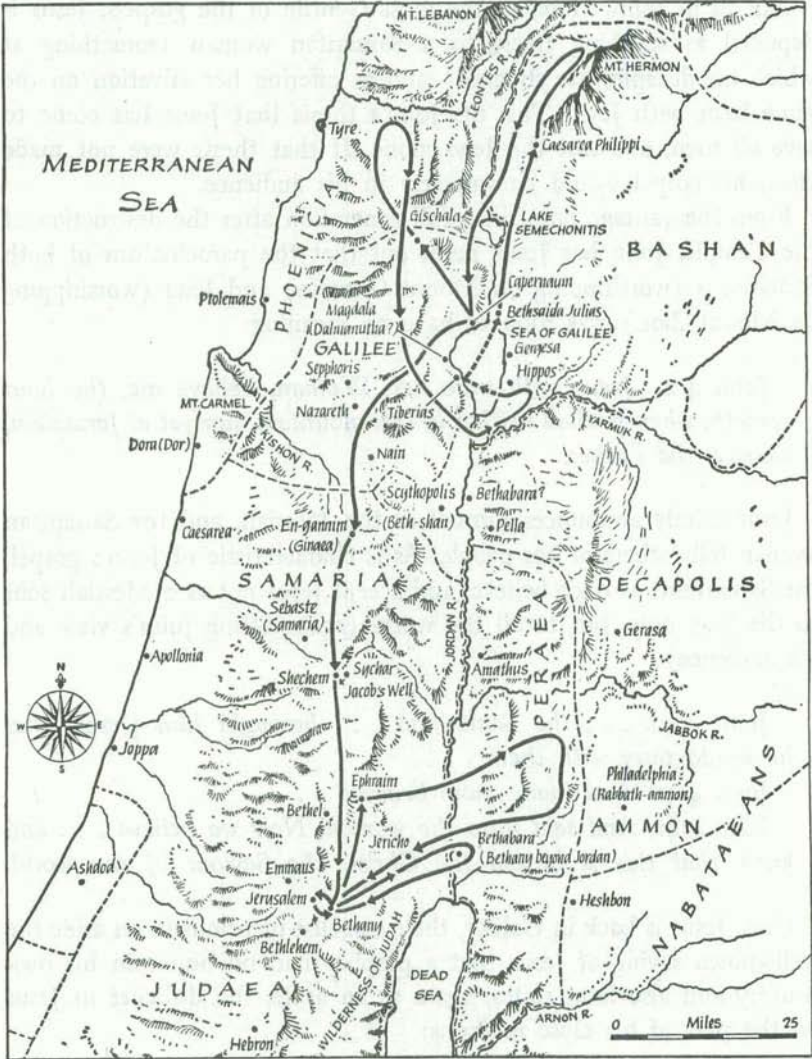 MT. LEBANON
LEONTES R.
MT. HERMON
Tyre
Caesarea Philippi
MEDITERRANEAN
SEA
PHOENICIA
Gischala
LAKE
SEMECHONITIS
BASHAN
Ptolemais
Capernaum
Bethsaida Julias
Magdala
(Dalmanutha?)
SEA OF GALILEE
GALILEE
Gergesa
Sepphoris
Hippos
MT. CARMEL
Nazareth
Tiberias
YARMUK R.
KISHON R.
Dora (Dor)
Nain
Scythopolis
(Beth-shan)
Bethabara?
Caesarea
En-gannim
(Ginaea)
Pella
SAMARIA
DECAPOLIS
Sebaste
(Samaria)
JORDAN R.
Gerasa
Apollonia
Sychar
Shechem
Jacob's Well
Amathus
PERAEA
N
W
E
S
JABBOK R.
Joppa
Ephraim
Philadelphia
(Rabbath-ammon)
Bethel
AMMON
Jericho
Bethabara
(Bethany beyond Jordan)
Emmaus
Ashdod
Jerusalem
Heshbon
NABATAEANS
Bethany
Bethlehem
WILDERNESS OF JUDAH
DEAD
SEA
JUDAEA
ARNON R.
Hebron
Miles 25